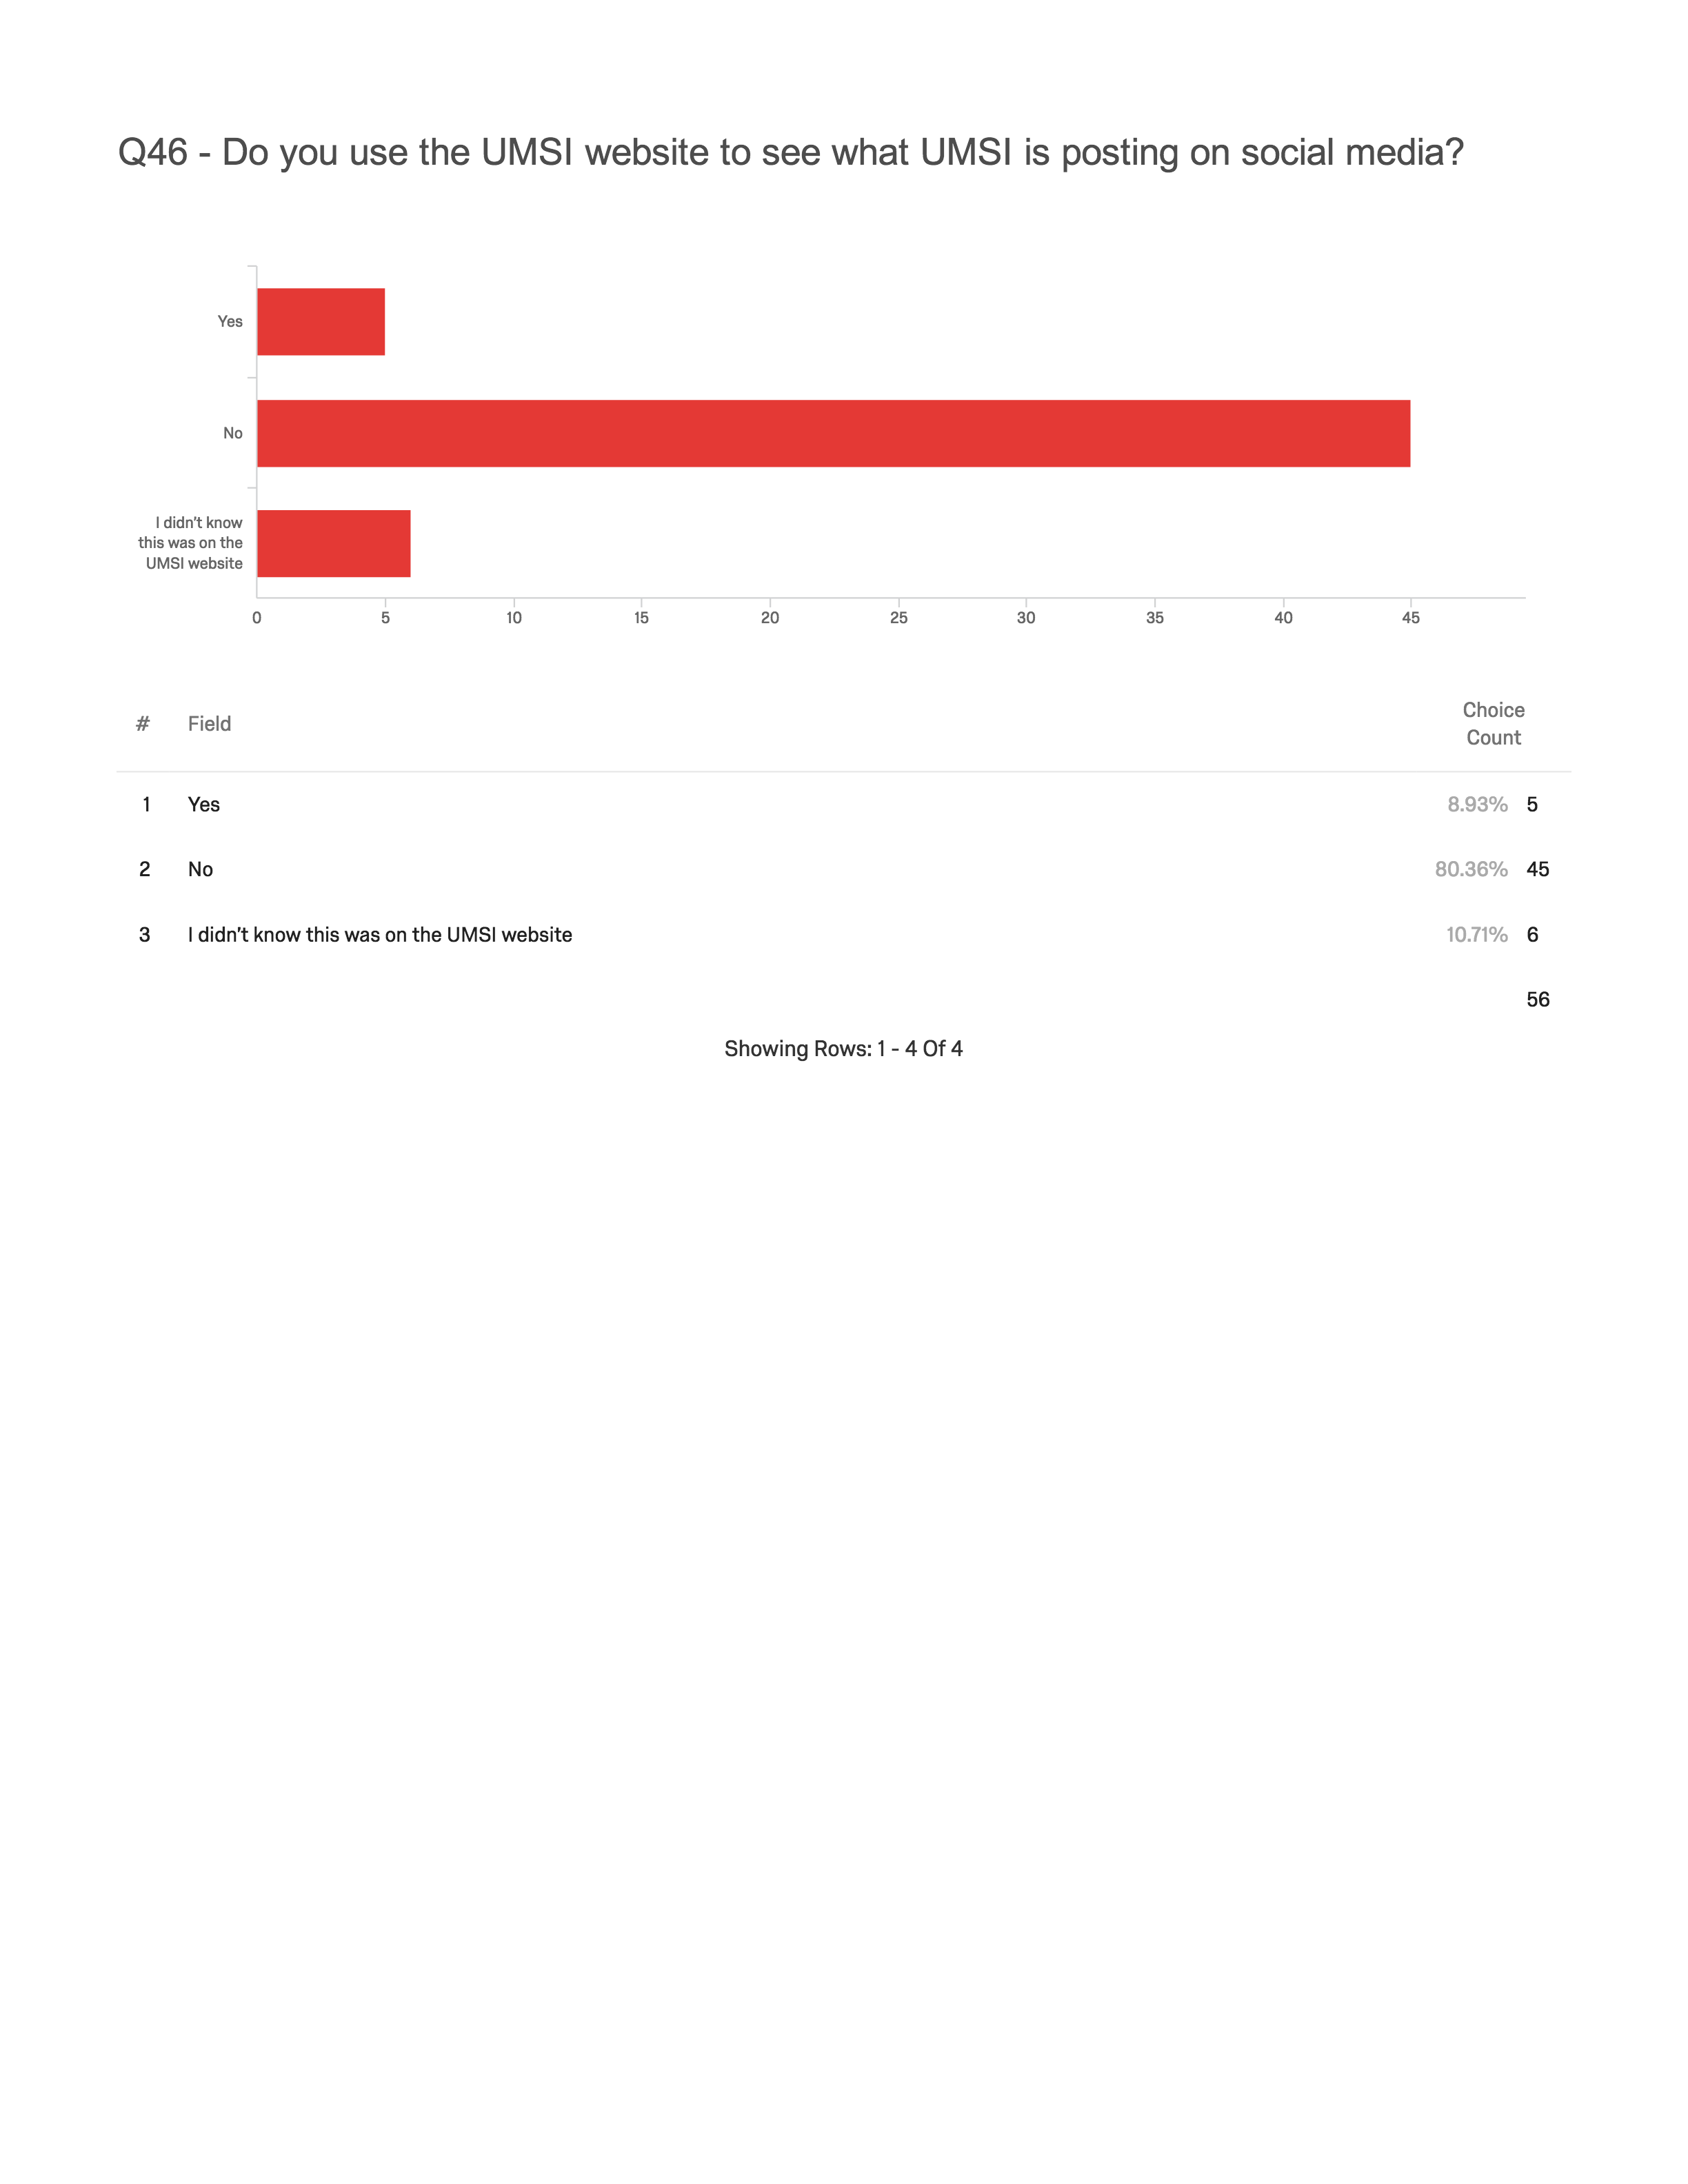 Q46 - Do you use the UMSI website to see what UMSI is posting on social media?
Yes
No
I didn't know
this was on the
UMSI website
0 5 10 15 20 25 30 35 40 45
# Field Choice
Count
1 Yes 8.93% 5
2 No 80.36% 45
3 I didn't know this was on the UMSI website 10.71% 6
56
Showing Rows: 1 - 4 Of 4